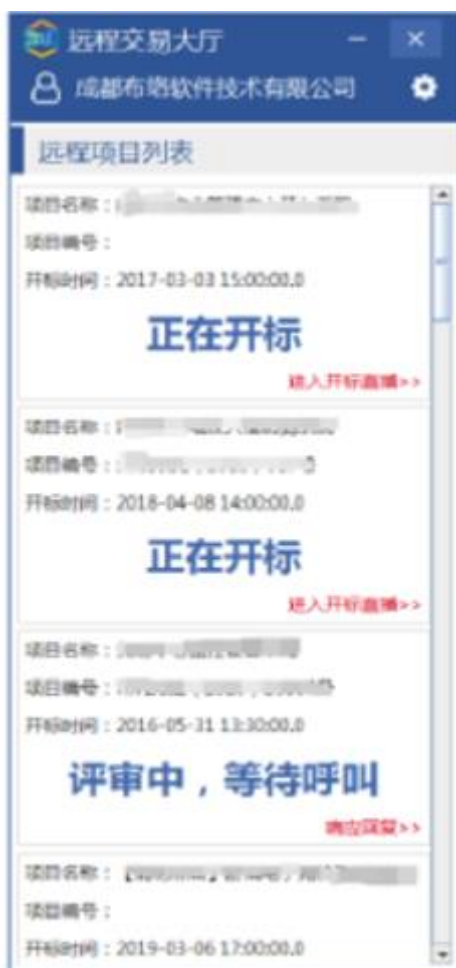 远程交易大厅
成都布塔软件技术有限公司
远程项目列表
项目名称：
项目编号：
开标时间：2017-03-03 15:00:00.0
正在开标
进入开标直播>>
项目名称：
项目编号：
开标时间：2018-04-08 14:00:00.0
正在开标
进入开标直播>>
项目名称：
项目编号：
开标时间：2016-05-31 13:30:00.0
评审中，等待呼叫
响应回复>>
项目名称：
项目编号：
开标时间：2019-03-06 17:00:00.0